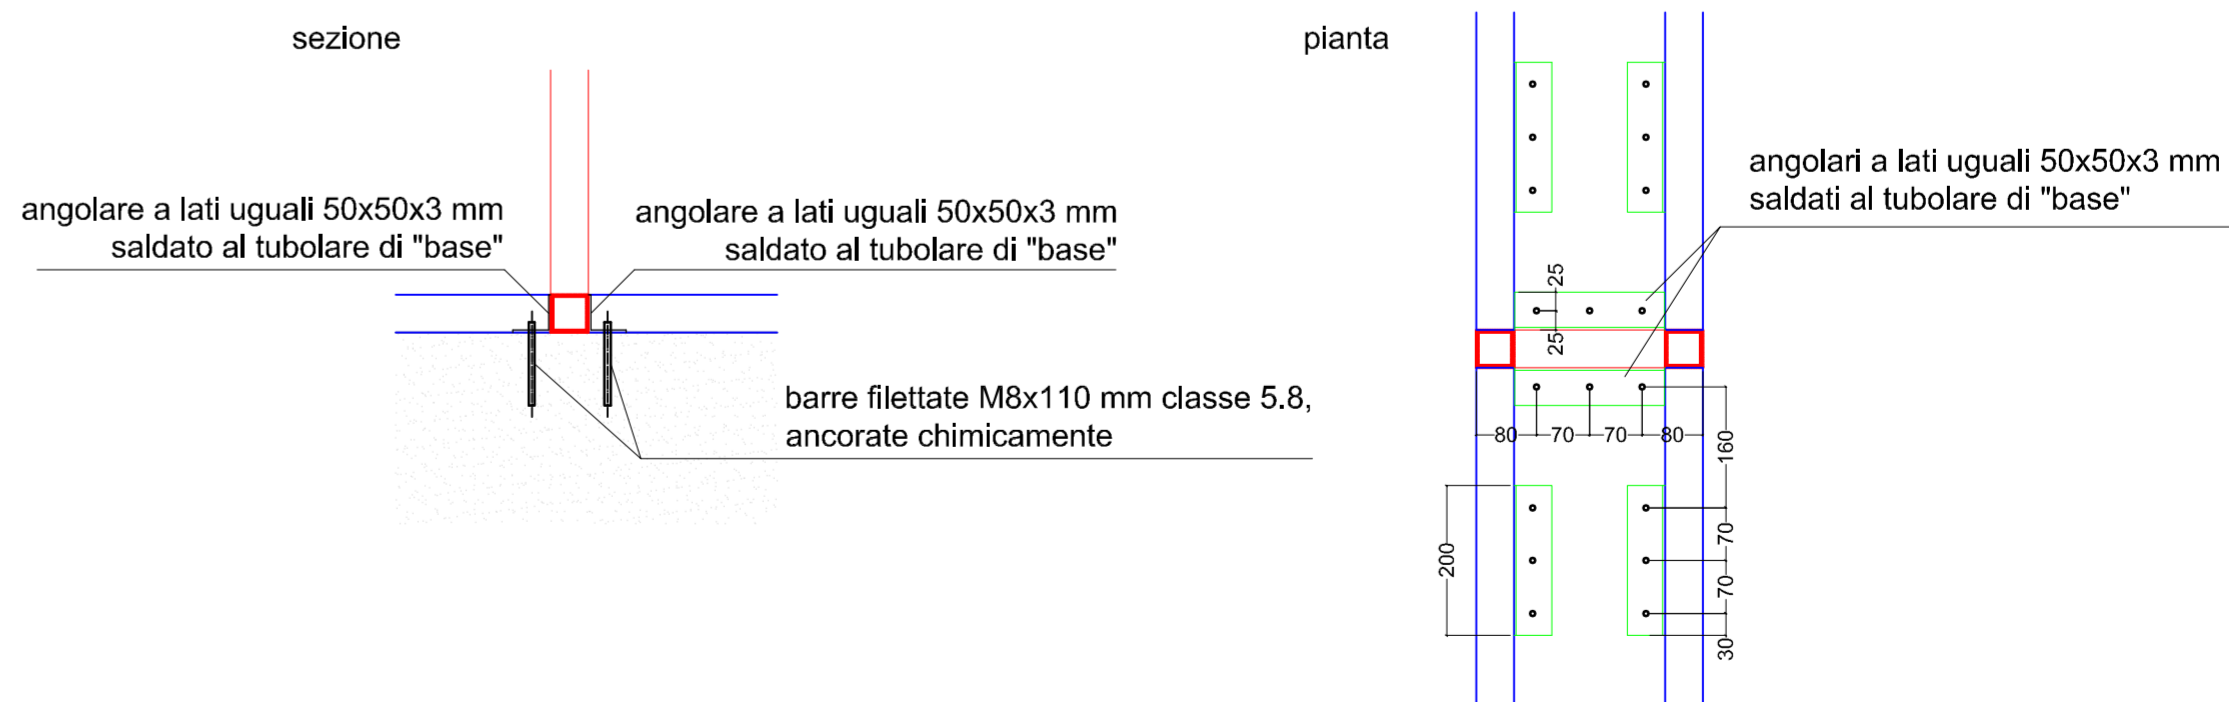 sezione
angolare a lati uguali 50x50x3 mm
saldato al tubolare di "base"
angolare a lati uguali 50x50x3 mm
saldato al tubolare di "base"
barre filettate M8x110 mm classe 5.8,
ancorate chimicamente
pianta
angolari a lati uguali 50x50x3 mm
saldati al tubolare di "base"
25
25
80
70
70
80
160
70
70
30
200